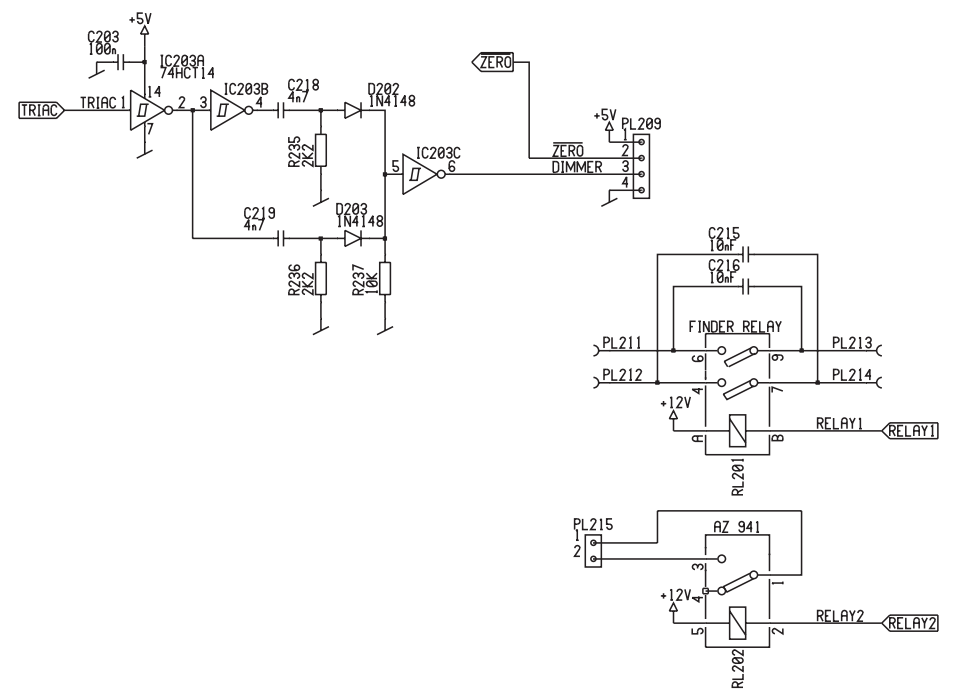 +5V
C203
100n
IC203A
74HCT14
TRIAC
TRIAC 1
14
7
2
3
IC203B
4
C218
4n7
D202
1N4148
R235
2K2
5
IC203C
6
C219
4n7
D203
1N4148
R236
2K2
R237
10K
ZERO
+5V
PL209
1
ZERO
2
DIMMER
3
4
C215
10nF
C216
10nF
FINDER RELAY
PL211
6
9
PL213
PL212
4
7
PL214
+12V
A
B
RELAY1
RELAY1
RL201
PL215
1
2
AZ 941
3
1
4
+12V
5
2
RELAY2
RELAY2
RL202